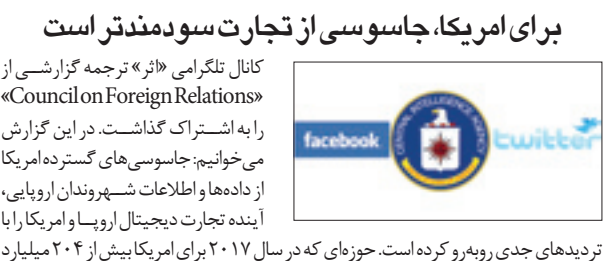 برای امریکا، جاسوسی از تجارت سودمندتر است
کانال تلگرامی «اثر» ترجمه گزارشی از
«Council on Foreign Relations»
را به اشتراک گذاشت. در این گزارش
می‌خوانیم: جاسوسی‌های گسترده امریکا
از داده‌ها و اطلاعات شهروندان اروپایی،
آینده تجارت دیجیتال اروپا و امریکا را با
تردیدهای جدی روبه‌رو کرده است. حوزه‌ای که در سال ۲۰۱۷ برای امریکا بیش از ۲۰۴ میلیارد
facebook
CENTRAL INTELLIGENCE AGENCY
twitter